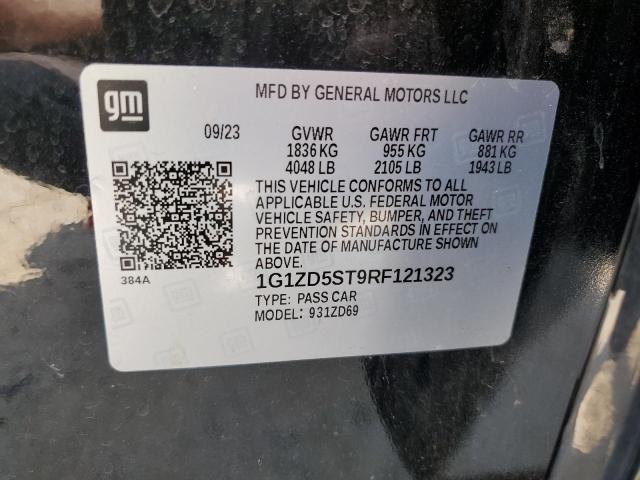 gm
MFD BY GENERAL MOTORS LLC
09/23 GVWR GAWR FRT GAWR RR
1836 KG 955 KG 881 KG
4048 LB 2105 LB 1943 LB
THIS VEHICLE CONFORMS TO ALL
APPLICABLE U.S. FEDERAL MOTOR
VEHICLE SAFETY, BUMPER, AND THEFT
PREVENTION STANDARDS IN EFFECT ON
THE DATE OF MANUFACTURE SHOWN
ABOVE.
384A
1G1ZD5ST9RF121323
TYPE: PASS CAR
MODEL: 931ZD69